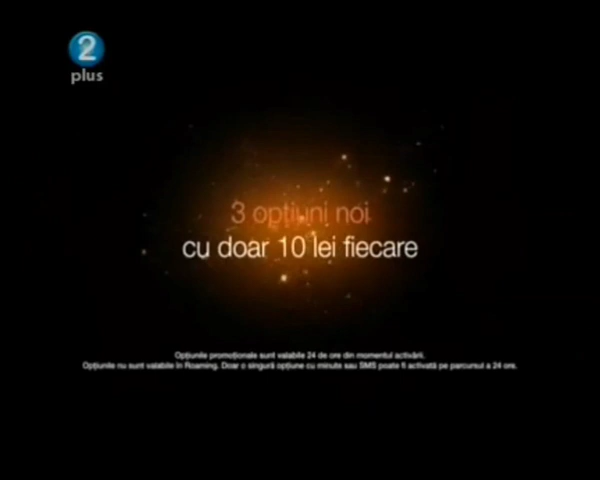 2
plus
3 opțiuni noi
cu doar 10 lei fiecare
Opțiunile promoționale sunt valabile 24 de ore din momentul activării.
Opțiunile nu sunt valabile în Roaming. Doar o singură opțiune cu minute sau SMS poate fi activată pe parcursul a 24 ore.